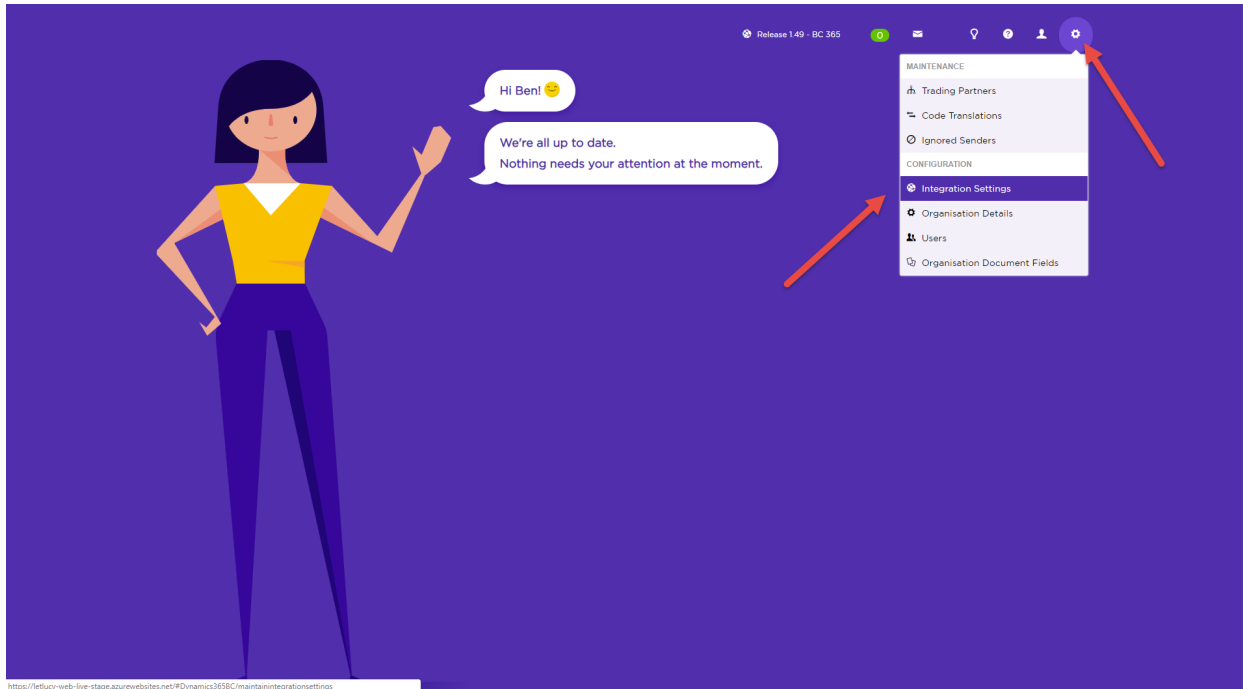 Release 1.49 - BC 365
0
MAINTENANCE
Trading Partners
Code Translations
Ignored Senders
CONFIGURATION
Integration Settings
Organisation Details
Users
Organisation Document Fields
Hi Ben!
We're all up to date.
Nothing needs your attention at the moment.
https://letlucy-web-live-stage.azurewebsites.net/#Dynamics365BC/maintainintegrationsettings